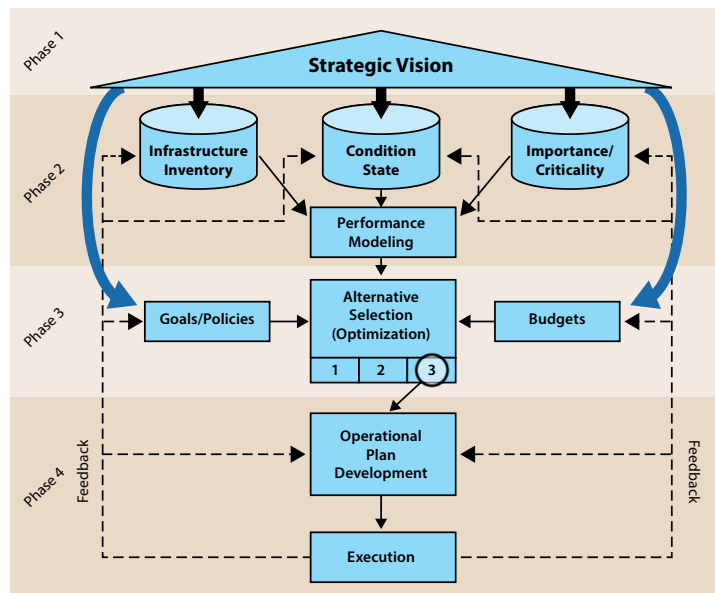 Phase 1
Strategic Vision
Phase 2
Infrastructure
Inventory
Condition
State
Importance/
Criticality
Performance
Modeling
Phase 3
Goals/Policies
Alternative
Selection
(Optimization)
Budgets
1 2 3
Phase 4
Feedback
Operational
Plan
Development
Feedback
Execution